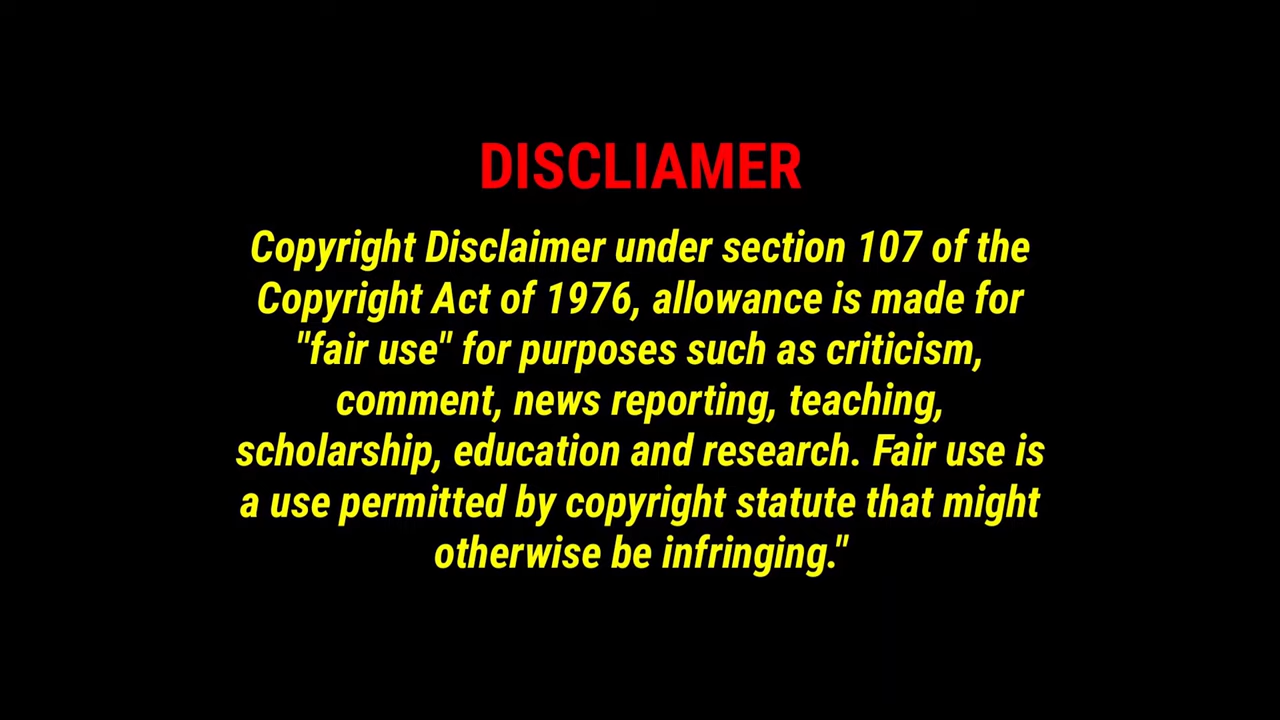 DISCLIAMER
Copyright Disclaimer under section 107 of the
Copyright Act of 1976, allowance is made for
"fair use" for purposes such as criticism,
comment, news reporting, teaching,
scholarship, education and research. Fair use is
a use permitted by copyright statute that might
otherwise be infringing."